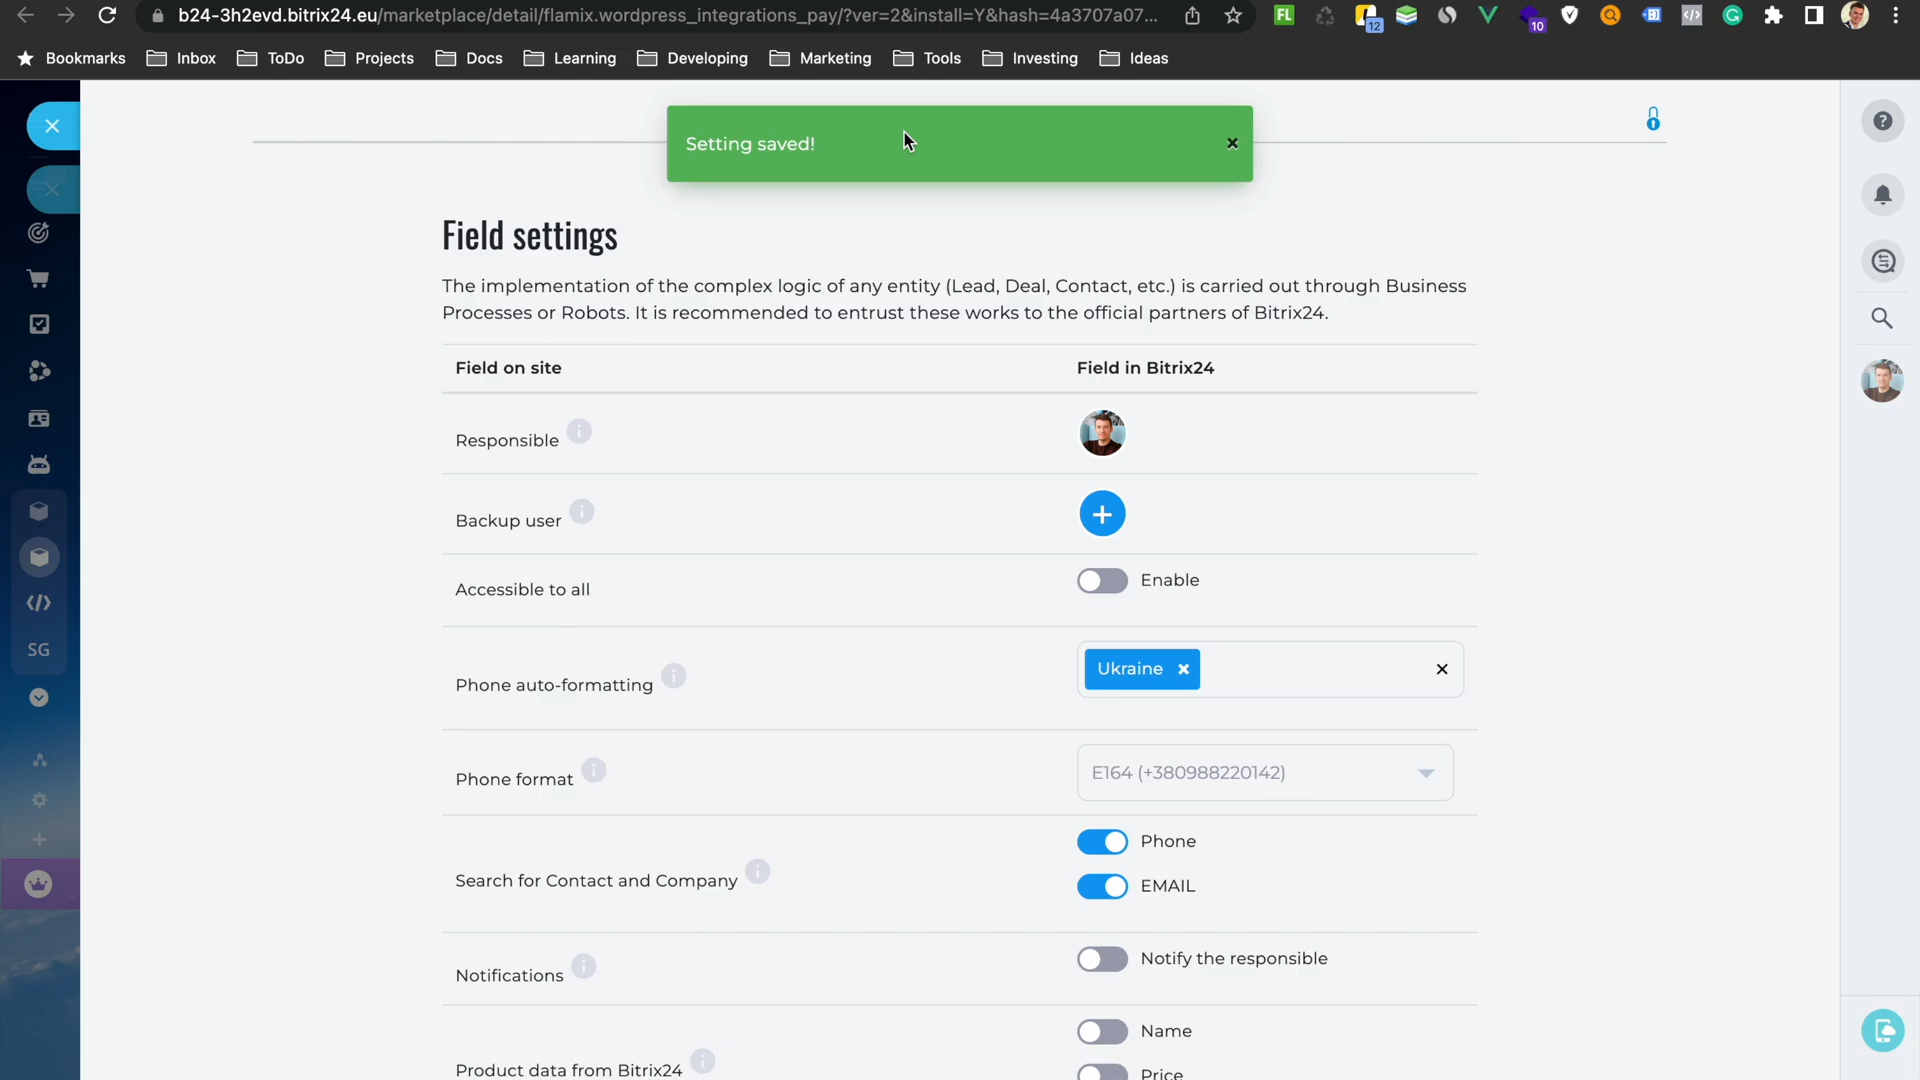 b24-3h2evd.bitrix24.eu/marketplace/detail/flamix.wordpress_integrations_pay/?ver=2&install=Y&hash=4a3707a07...
FL
12
10
Bookmarks Inbox ToDo Projects Docs Learning Developing Marketing Tools Investing Ideas
Setting saved!
Field settings
The implementation of the complex logic of any entity (Lead, Deal, Contact, etc.) is carried out through Business
Processes or Robots. It is recommended to entrust these works to the official partners of Bitrix24.
Field on site Field in Bitrix24
Responsible
Backup user
Accessible to all Enable
Phone auto-formatting Ukraine
Phone format E164 (+380988220142)
Search for Contact and Company Phone
EMAIL
Notifications Notify the responsible
Product data from Bitrix24 Name
Price
SG